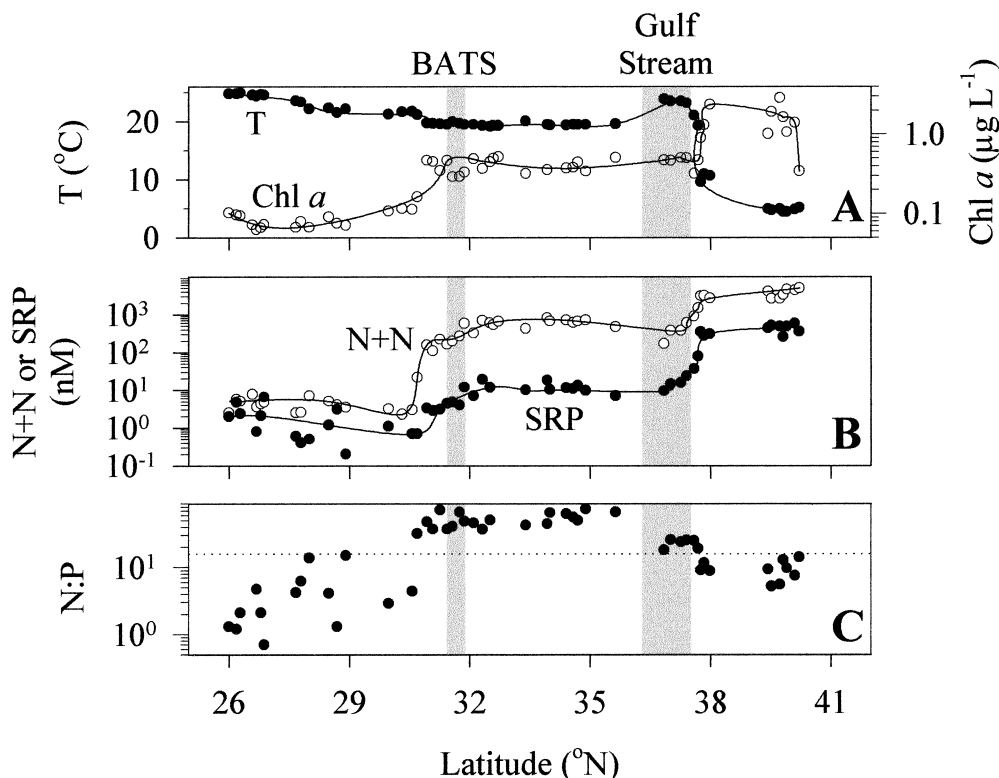 Gulf
BATS Stream
20
10
0
T (°C)
T
Chl a
A
1.0
0.1
Chl a (µg L⁻¹)
10³
10²
10¹
10⁰
10⁻¹
N+N or SRP
(nM)
N+N
SRP
B
10¹
10⁰
N:P
C
26 29 32 35 38 41
Latitude (°N)